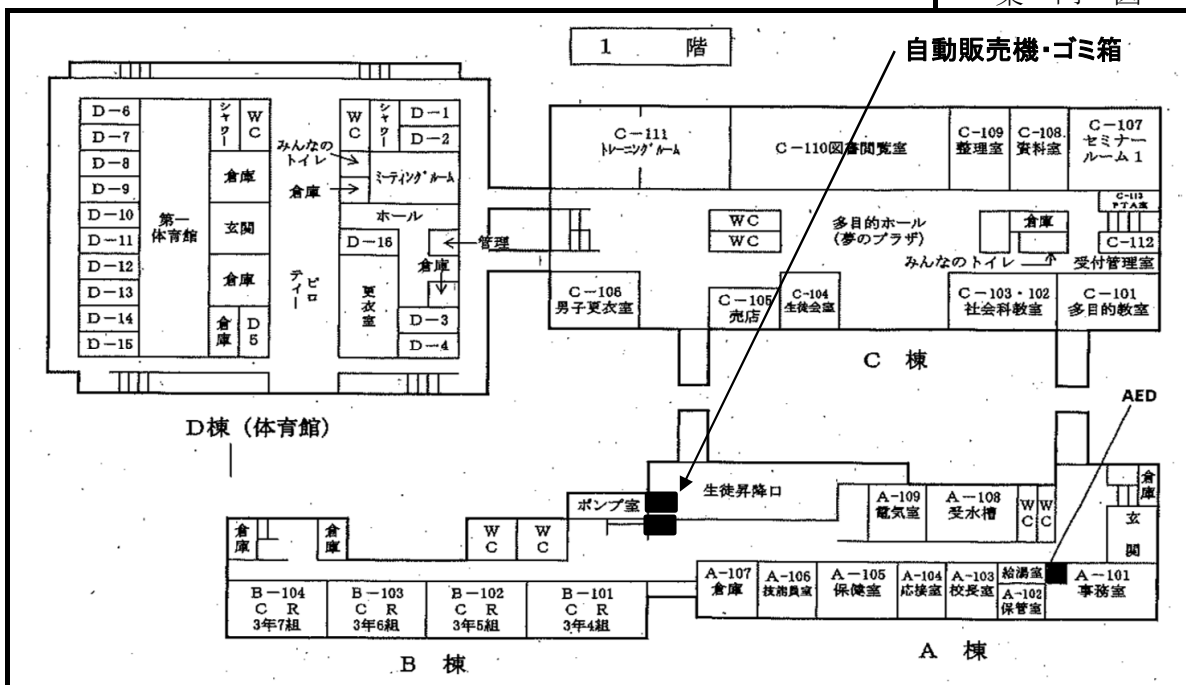 案内図
1 階
自動販売機・ゴミ箱
D-6
D-7
D-8
D-9
D-10
D-11
D-12
D-13
D-14
D-15
第一
体育館
シャワー
WC
倉庫
玄関
倉庫
倉庫
D5
ピロ
ティー
WC
シャワー
D-1
D-2
みんなの
トイレ
倉庫
ミーティングルーム
ホール
D-16
管理
倉庫
更衣室
D-3
D-4
D棟(体育館)
C-111
トレーニングルーム
C-110図書閲覧室
C-109
整理室
C-108
資料室
C-107
セミナー
ルーム1
C-113
PTA室
WC
WC
多目的ホール
(夢のプラザ)
倉庫
C-112
みんなのトイレ
受付管理室
C-106
男子更衣室
C-105
売店
C-104
生徒会室
C-103・102
社会科教室
C-101
多目的教室
C 棟
AED
ポンプ室
生徒昇降口
A-109
電気室
A-108
受水槽
WC
WC
倉庫
玄
関
倉庫
倉庫
WC
WC
A-107
倉庫
A-106
技能員室
A-105
保健室
A-104
応接室
A-103
校長室
給湯室
A-102
保管室
A-101
事務室
B-104
C R
3年7組
B-103
C R
3年6組
B-102
C R
3年5組
B-101
C R
3年4組
B 棟
A 棟